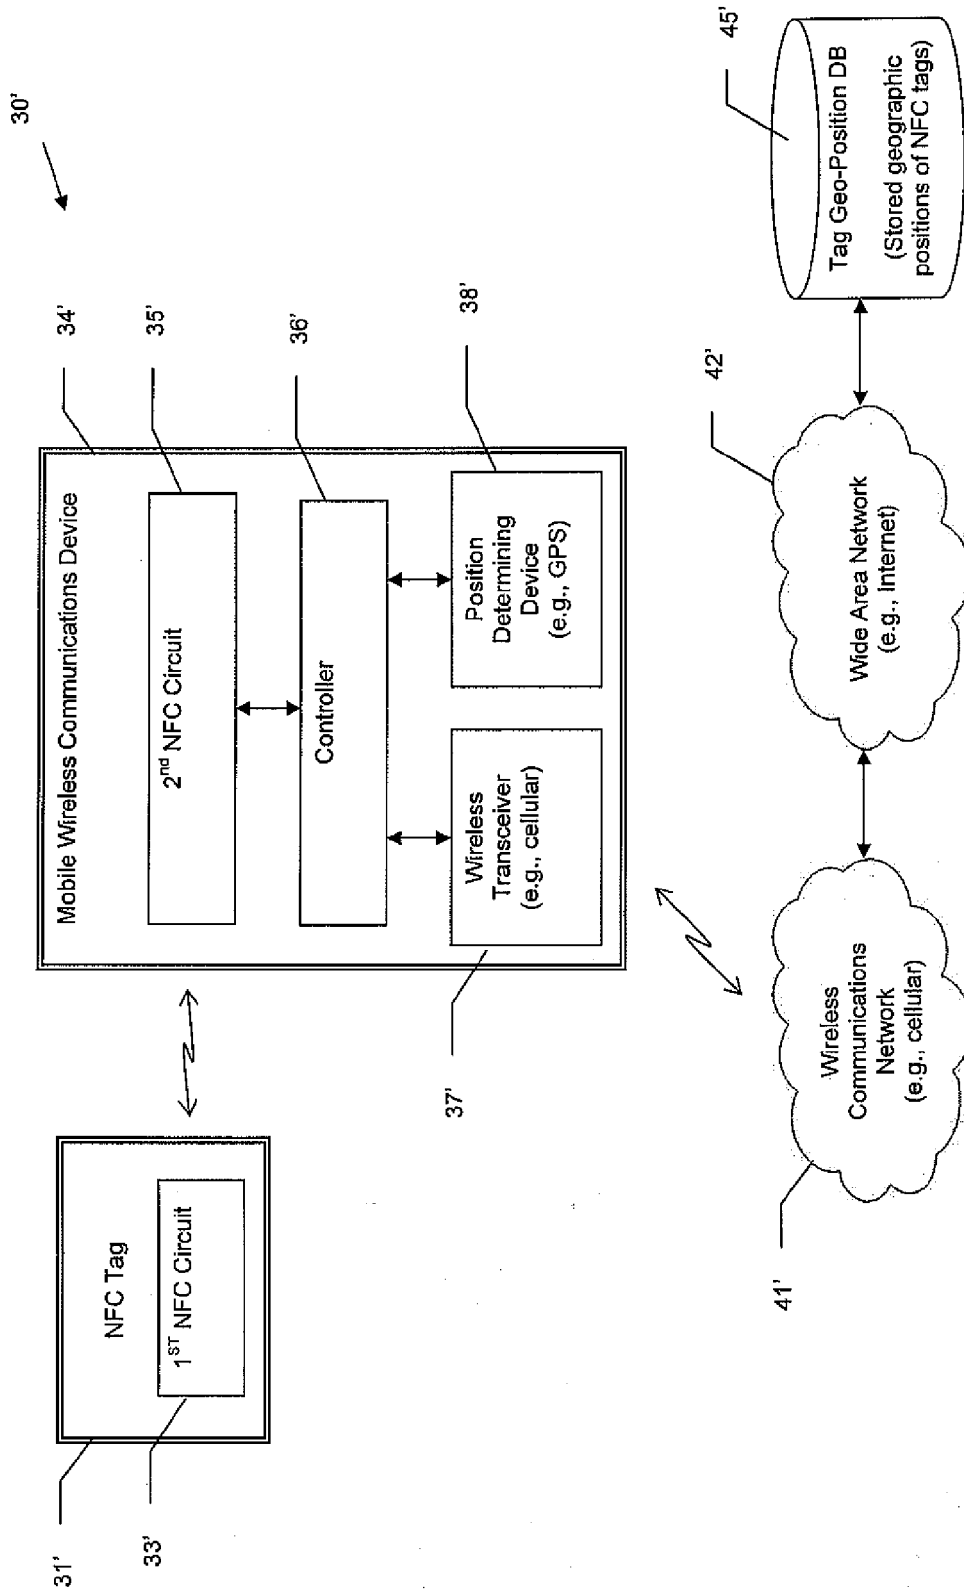 30'
NFC Tag
1ST NFC Circuit
31'
33'
Mobile Wireless Communications Device
2nd NFC Circuit
Controller
Wireless
Transceiver
(e.g., cellular)
Position
Determining
Device
(e.g., GPS)
34'
35'
36'
38'
37'
Wireless
Communications
Network
(e.g., cellular)
41'
Wide Area Network
(e.g., Internet)
42'
Tag Geo-Position DB
(Stored geographic
positions of NFC tags)
45'